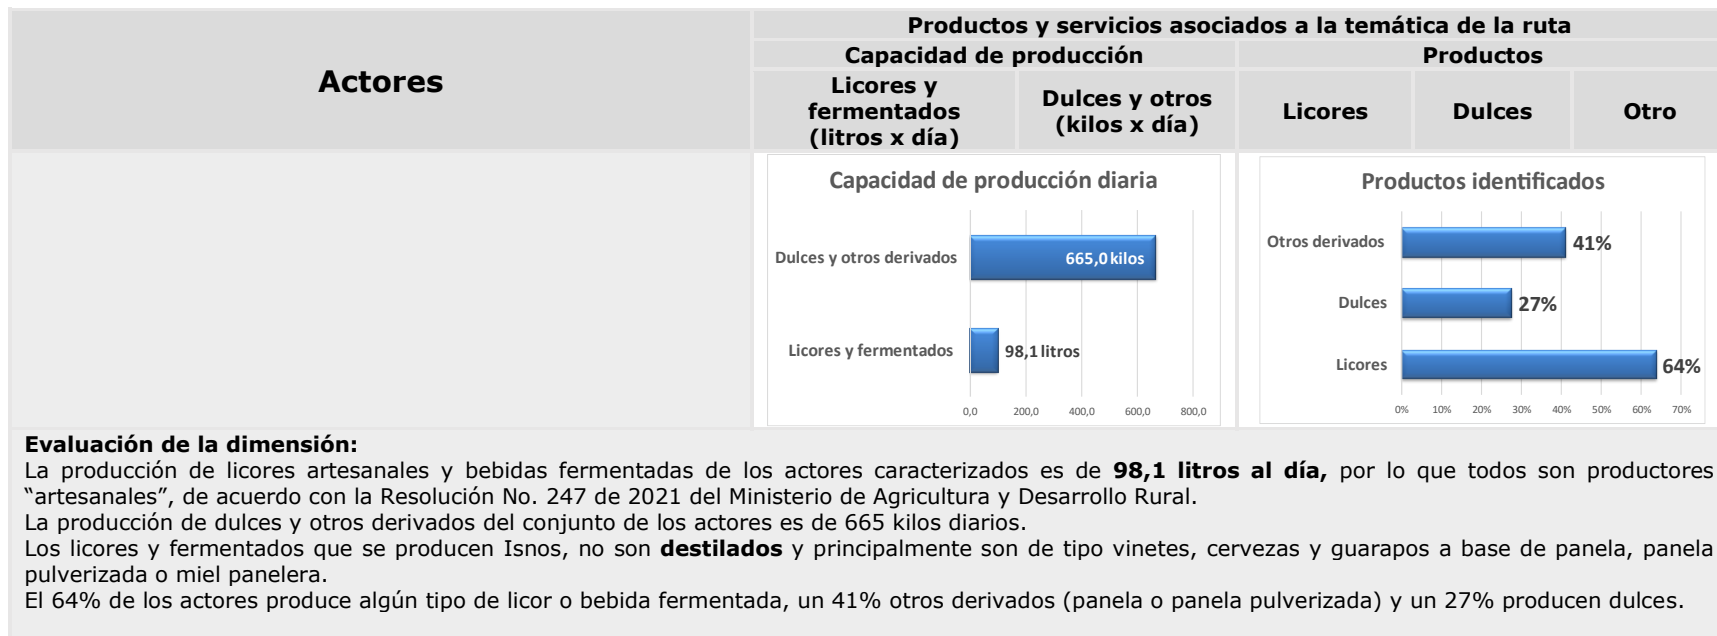 Actores
Productos y servicios asociados a la temática de la ruta
Capacidad de producción
Productos
Licores y
fermentados
(litros x día)
Dulces y otros
(kilos x día)
Licores
Dulces
Otro
Capacidad de producción diaria
Dulces y otros derivados
665,0 kilos
Licores y fermentados
98,1 litros
0,0 200,0 400,0 600,0 800,0
Productos identificados
Otros derivados
41%
Dulces
27%
Licores
64%
0% 10% 20% 30% 40% 50% 60% 70%
Evaluación de la dimensión:
La producción de licores artesanales y bebidas fermentadas de los actores caracterizados es de 98,1 litros al día, por lo que todos son productores
“artesanales”, de acuerdo con la Resolución No. 247 de 2021 del Ministerio de Agricultura y Desarrollo Rural.
La producción de dulces y otros derivados del conjunto de los actores es de 665 kilos diarios.
Los licores y fermentados que se producen Isnos, no son destilados y principalmente son de tipo vinetes, cervezas y guarapos a base de panela, panela
pulverizada o miel panelera.
El 64% de los actores produce algún tipo de licor o bebida fermentada, un 41% otros derivados (panela o panela pulverizada) y un 27% producen dulces.